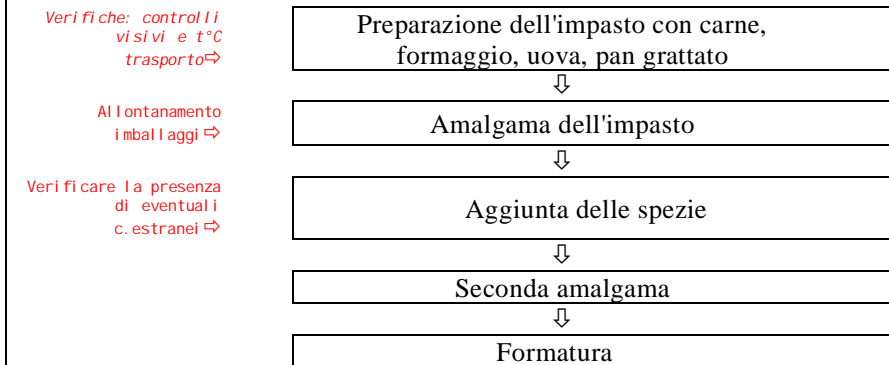 Verifiche: controlli
visivi e t°C
trasporto⇨
Preparazione dell'impasto con carne,
formaggio, uova, pan grattato
⇩
Allontanamento
imballaggi⇨
Amalgama dell'impasto
⇩
Verificare la presenza
di eventuali
c.estranei⇨
Aggiunta delle spezie
⇩
Seconda amalgama
⇩
Formatura